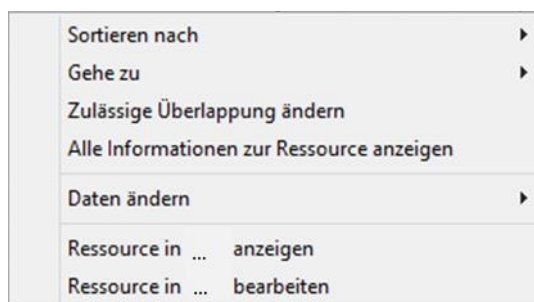 Sortieren nach
Gehe zu
Zulässige Überlappung ändern
Alle Informationen zur Ressource anzeigen
Daten ändern
Ressource in ... anzeigen
Ressource in ... bearbeiten